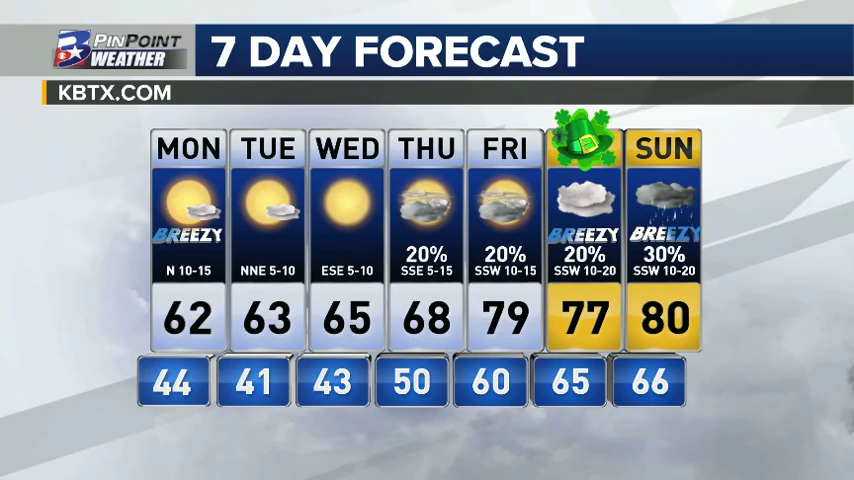 PINPOINT
WEATHER
7 DAY FORECAST
KBTX.COM
MON TUE WED THU FRI SUN
BREEZY BREEZY BREEZY
20% 20% 20% 30%
N 10-15 NNE 5-10 ESE 5-10 SSE 5-15 SSW 10-15 SSW 10-20 SSW 10-20
62 63 65 68 79 77 80
44 41 43 50 60 65 66